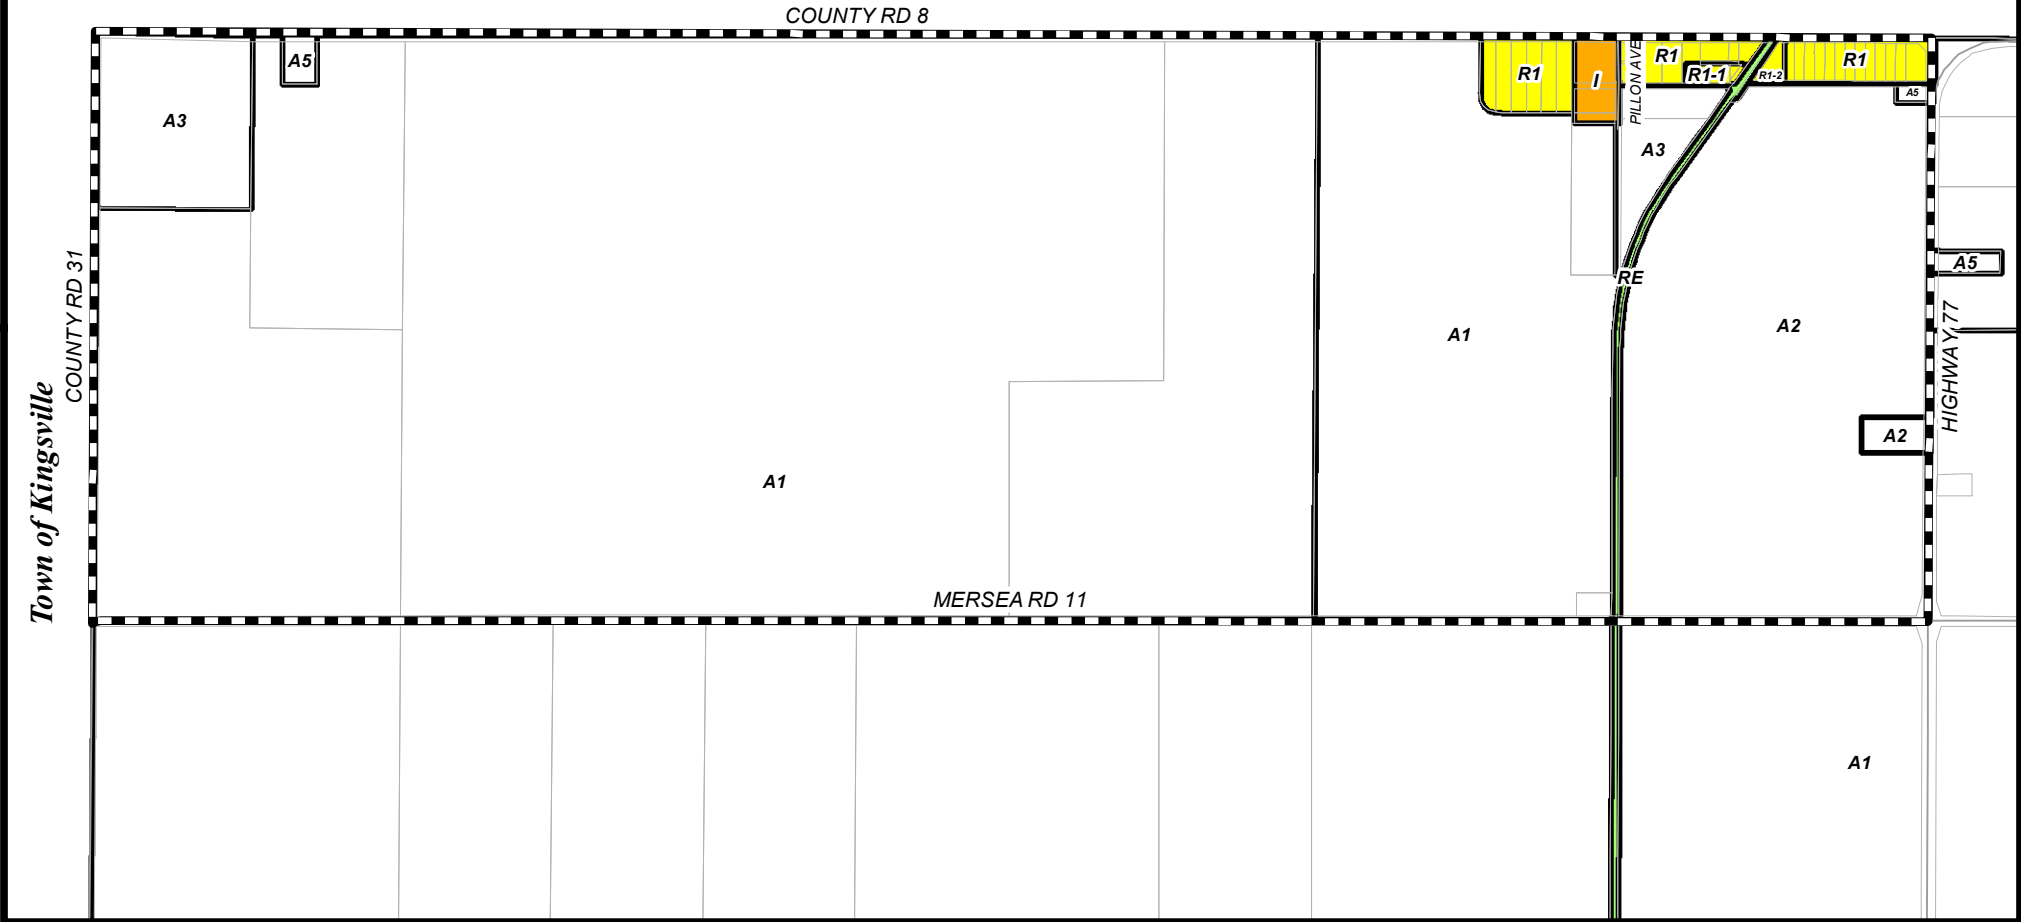 COUNTY RD 8
A5
A3
R1
I
PILLON AVE
R1
R1-1
R1-2
R1
A5
A3
A5
RE
COUNTY RD 31
A1
A2
HIGHWAY 77
Town of Kingsville
A2
A1
MERSEA RD 11
A1